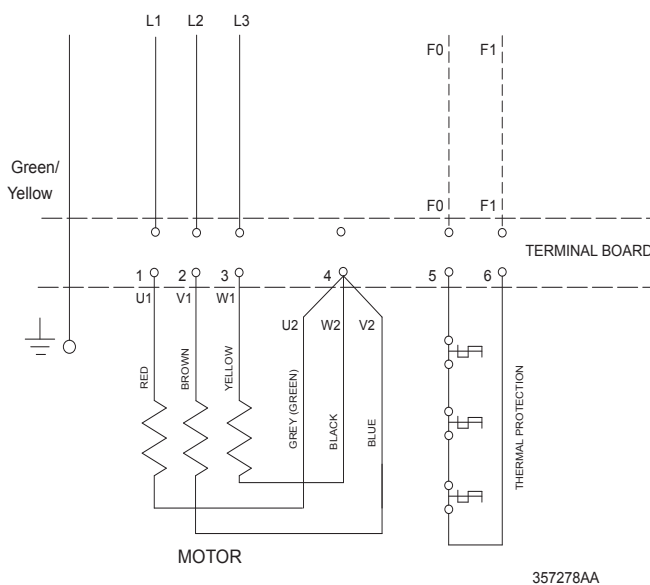 L1 L2 L3
F0 F1
Green/
Yellow
F0 F1
TERMINAL BOARD
1 2 3 4 5 6
U1 V1 W1
U2 W2 V2
RED
BROWN
YELLOW
GREY (GREEN)
BLACK
BLUE
THERMAL PROTECTION
MOTOR
357278AA